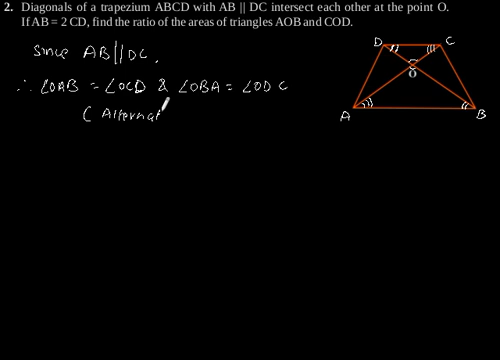 2. Diagonals of a trapezium ABCD with AB || DC intersect each other at the point O.
If AB = 2 CD, find the ratio of the areas of triangles AOB and COD.
Since AB || DC,
∴ ∠OAB = ∠OCD & ∠OBA = ∠ODC
( Alternat
D C
O
A B